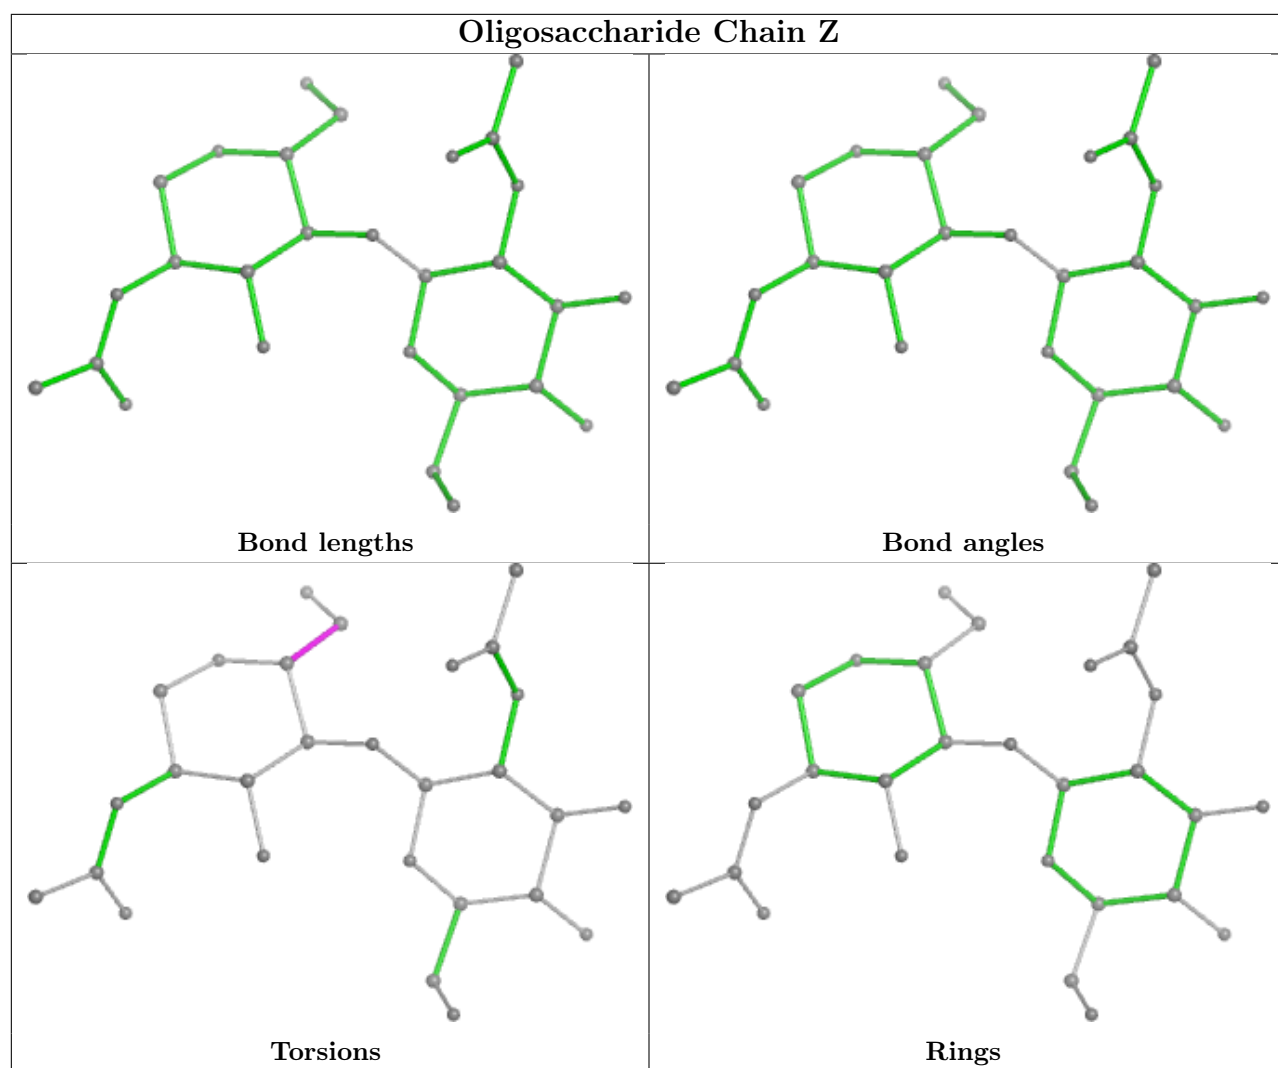 Oligosaccharide Chain Z
Bond lengths
Bond angles
Torsions
Rings